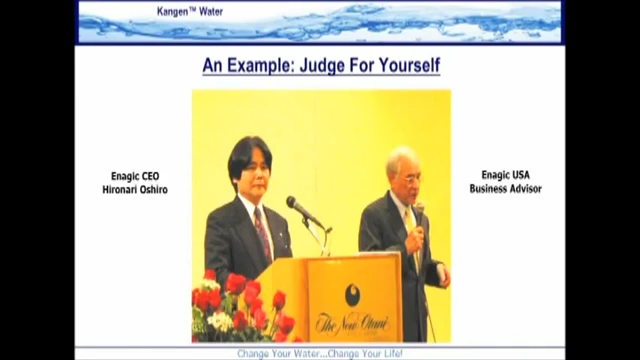 Kangen™ Water
An Example: Judge For Yourself
Enagic CEO
Hironari Oshiro
Enagic USA
Business Advisor
The New Otani
Change Your Water...Change Your Life!